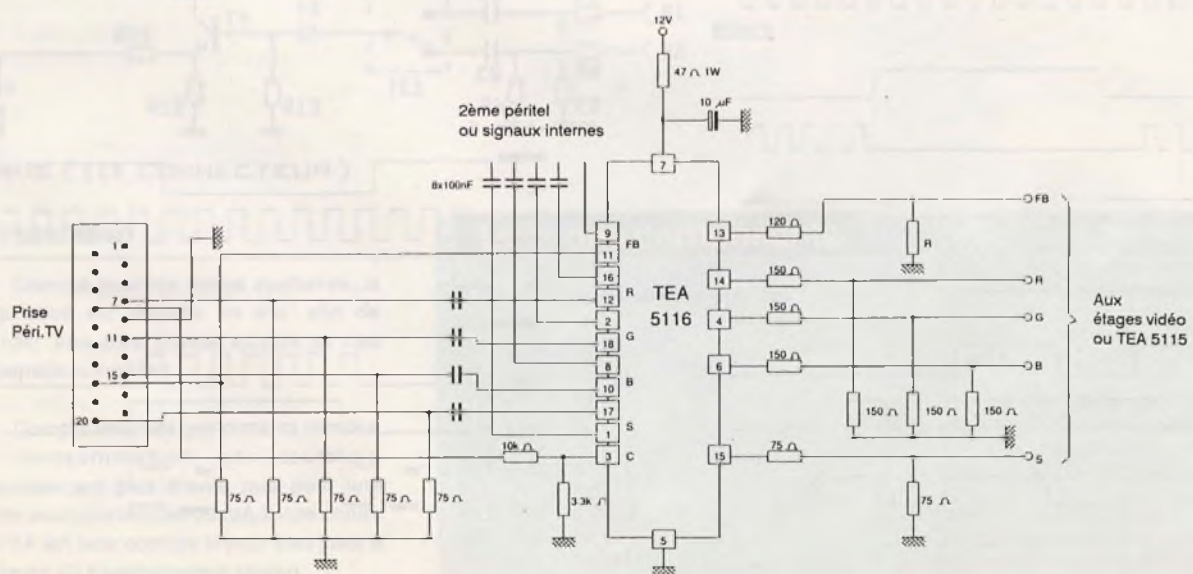 12V
47 Ω 1W
10 µF
2ème péritel
ou signaux internes
8x100nF
7
Prise
Péri.TV
1
7
11
15
20
9
FB
11
16
R
12
2
G
18
8
B
10
17
S
1
3
C
TEA
5116
13
14
4
6
15
5
120 Ω
150 Ω
150 Ω
150 Ω
75 Ω
R
150 Ω
150 Ω
150 Ω
75 Ω
10k Ω
3.3k Ω
75 Ω
75 Ω
75 Ω
75 Ω
75 Ω
FB
R
G
B
S
Aux
étages vidéo
ou TEA 5115